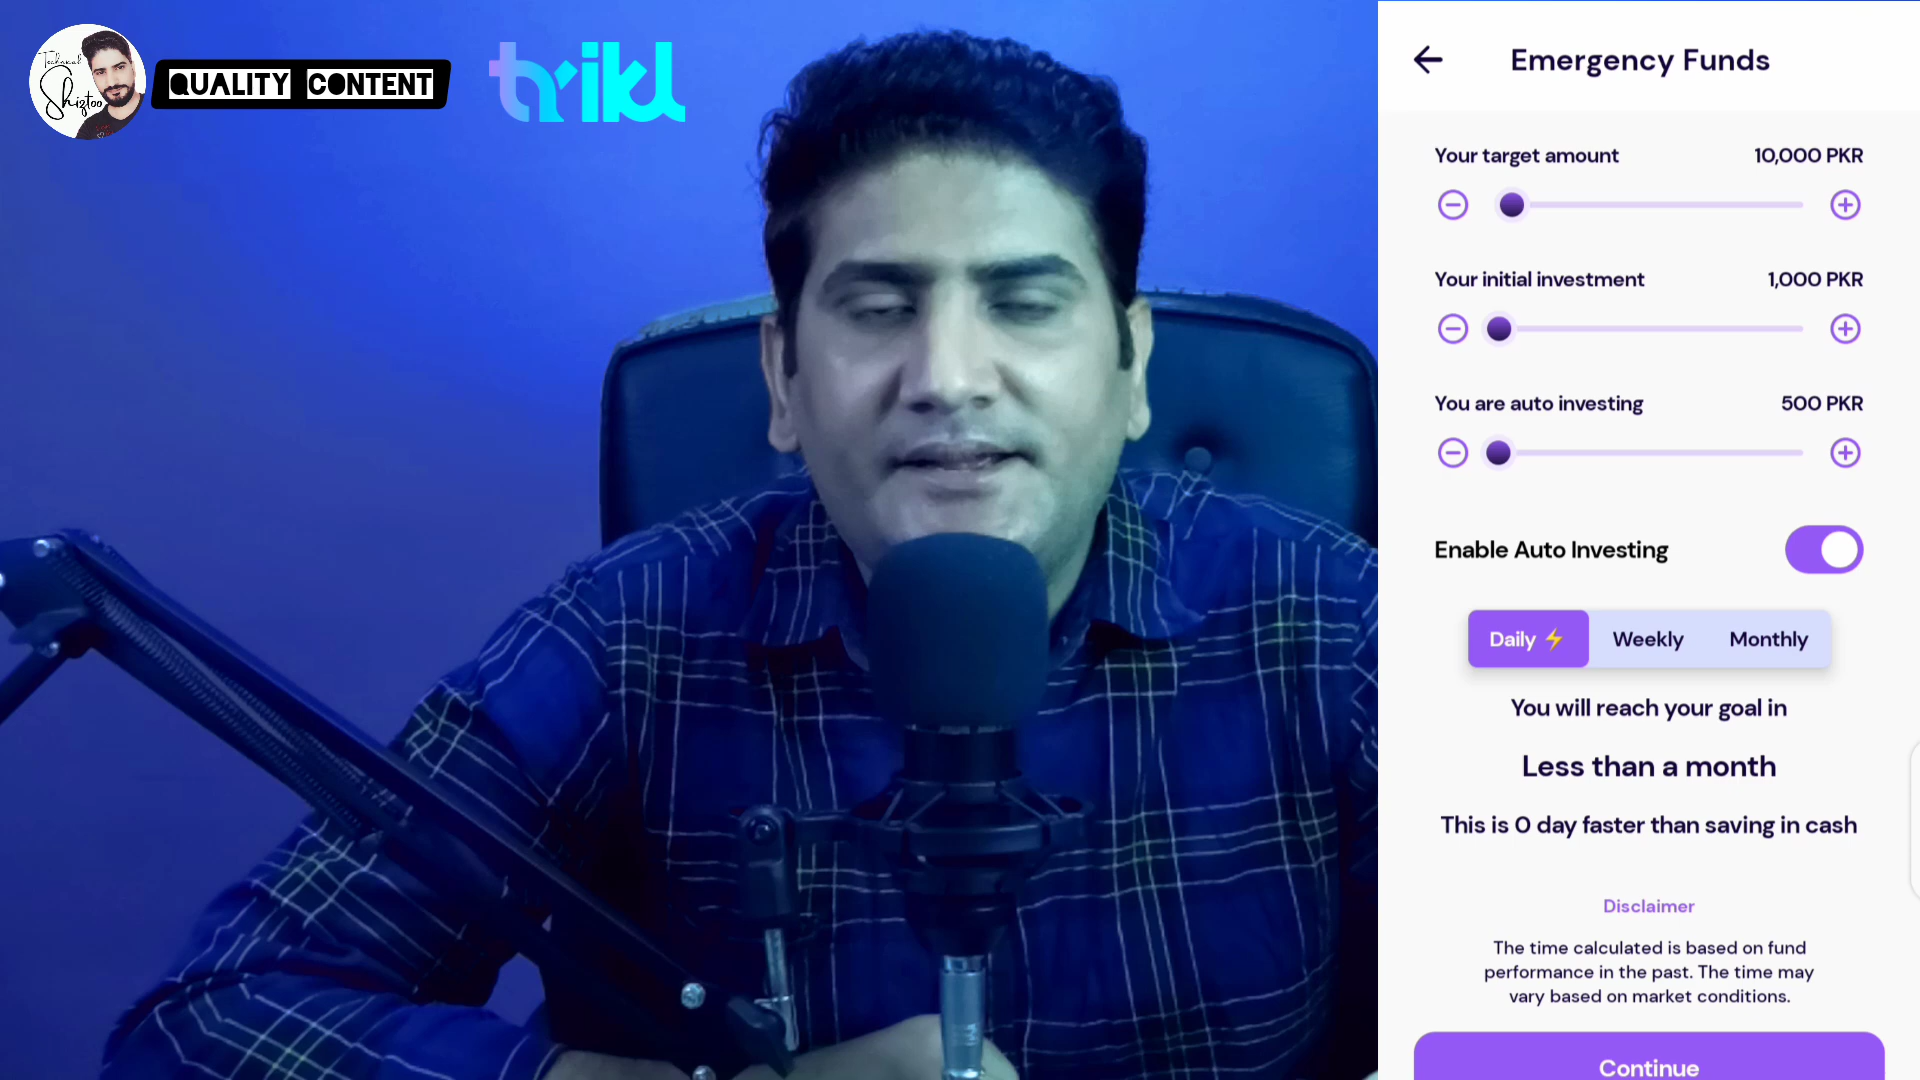 Technical
Shiztoo
QUALITY CONTENT
trikl
Emergency Funds
Your target amount 10,000 PKR
Your initial investment 1,000 PKR
You are auto investing 500 PKR
Enable Auto Investing
Daily⚡ Weekly Monthly
You will reach your goal in
Less than a month
This is 0 day faster than saving in cash
Disclaimer
The time calculated is based on fund
performance in the past. The time may
vary based on market conditions.
Continue